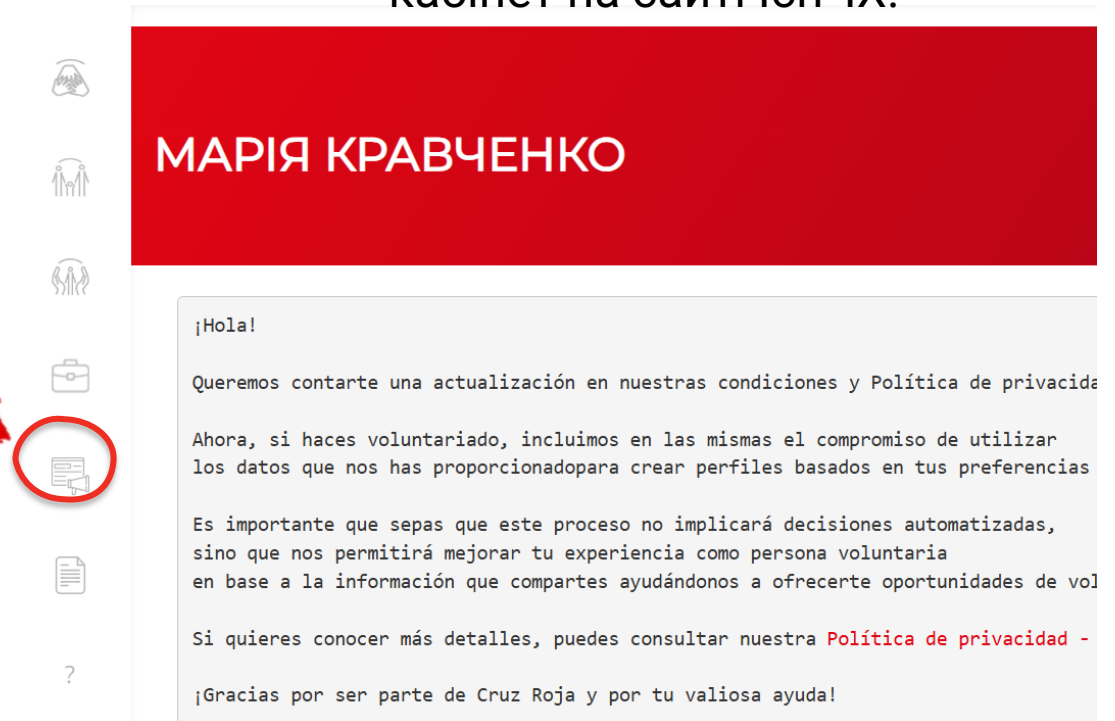 МАРІЯ КРАВЧЕНКО
¡Hola!
Queremos contarte una actualización en nuestras condiciones y Política de
Ahora, si haces voluntariado, incluimos en las mismas el compromiso de utilizar
los datos que nos has proporcionadopara crear perfiles basados en tus preferencias
Es importante que sepas que este proceso no implicará decisiones automatizadas,
sino que nos permitirá mejorar tu experiencia como persona voluntaria
en base a la información que compartes ayudándonos a ofrecerte oportunidades de
Si quieres conocer más detalles, puedes consultar nuestra Política de privacidad -
?
¡Gracias por ser parte de Cruz Roja y por tu valiosa ayuda!